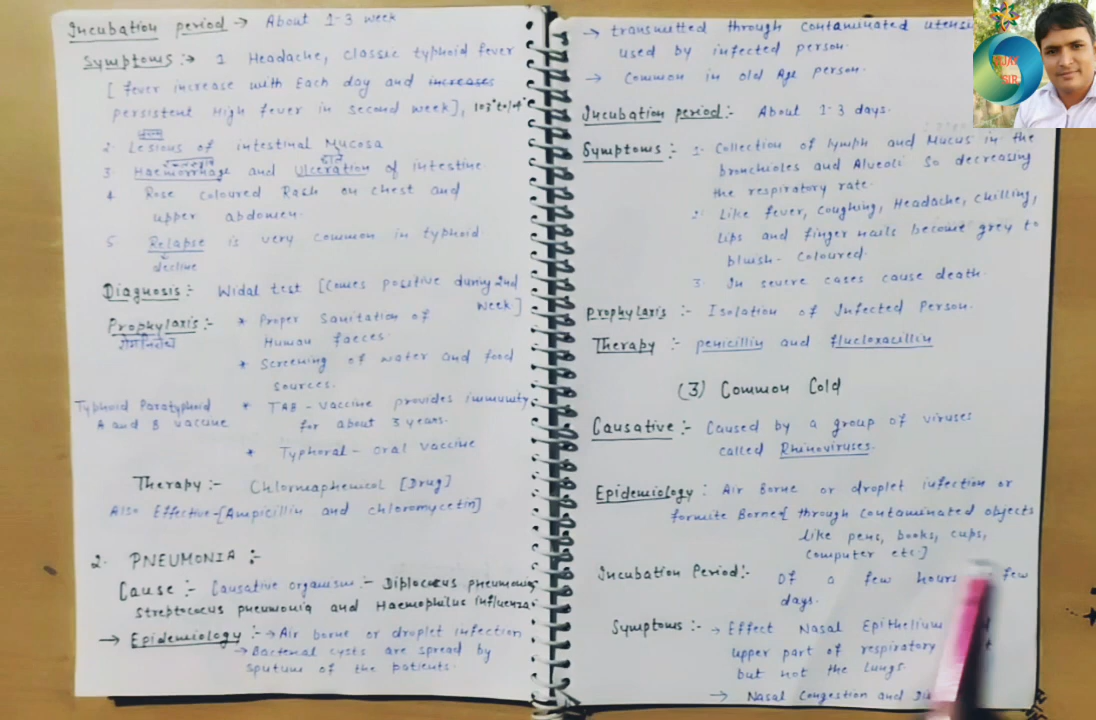 Incubation period → About 1-3 week
Symptoms :→ 1 Headache, classic typhoid fever
[ fever increase with Each day and increases
persistent High fever in second week],
2. Lesions of intestinal Mucosa
3. Haemorrhage and Ulceration of intestine.
4 Rose coloured Rash on chest and
upper abdomen.
5. Relapse is very common in typhoid
decline
Diagnosis :- Widal test [Comes positive during 2nd
week]
Prophylaxis :- * Proper sanitation of
Human faeces.
* Screening of water and food
sources.
Typhoid Paratyphoid
A and B vaccine
* TAB - vaccine provides immunity
for about 3 years.
* Typhoral - oral vaccine
Therapy :- Chlormaphenicol [Drug]
Also Effective-[Ampicillin and chloromycetin]
2. PNEUMONIA :-
Cause :- Causative organism :- Diplococcus pneumonia,
Streptococus pneumonia and Haemophilus influenza.
→ Epidemiology :-→ Air borne or droplet infection
→ Bacterial cysts are spread by
sputum of the patients.
→ transmitted through contaminated
used by infected person.
→ Common in old Age person.
Incubation period :- About 1-3 days.
Symptoms :- 1. Collection of lymph and Mucus in the
bronchioles and Alveoli so decreasing
the respiratory rate.
2. Like fever, coughing, Headache, chilling,
lips and finger nails become grey to
bluish- coloured.
3. In severe cases cause death.
Prophylaxis :- Isolation of Infected Person.
Therapy :- penicillin and flucloxacillin
(3) Common Cold
Causative :- Caused by a group of viruses
called Rhinoviruses.
Epidemiology : Air Borne or droplet infection or
formite Borne[ through contaminated objects
like pens, books, cups,
computer etc.]
Incubation Period :- Of a few hours few
days.
Symptoms :- → Effect Nasal Epithelium
upper part of respiratory
but not the lungs.
→ Nasal Congestion and
SIR